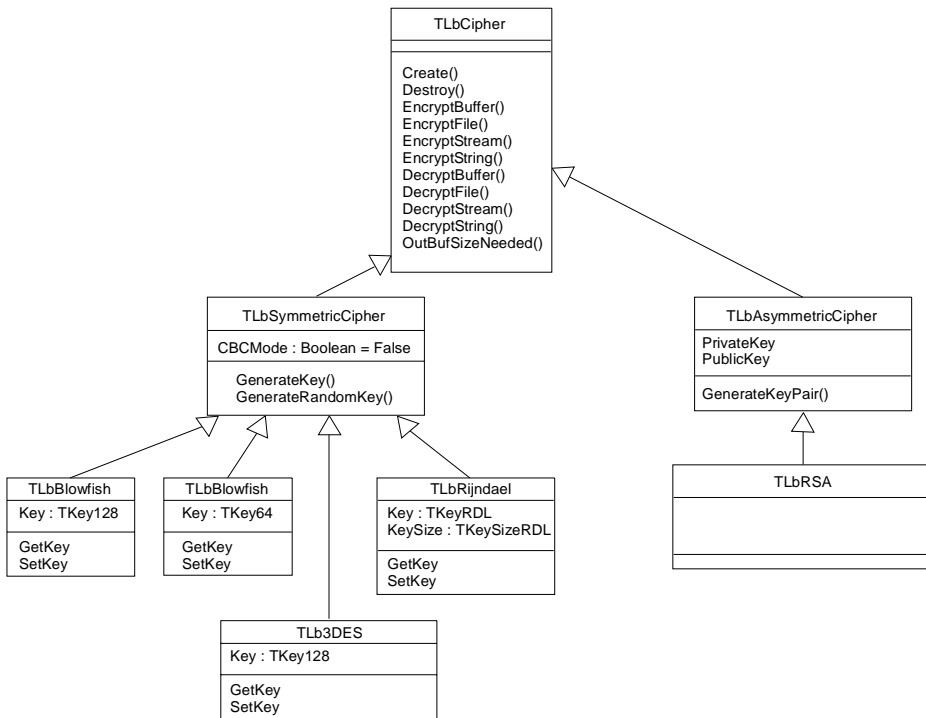 TLbCipher
Create()
Destroy()
EncryptBuffer()
EncryptFile()
EncryptStream()
EncryptString()
DecryptBuffer()
DecryptFile()
DecryptStream()
DecryptString()
OutBufSizeNeeded()
TLbSymmetricCipher
CBCMode : Boolean = False
GenerateKey()
GenerateRandomKey()
TLbAsymmetricCipher
PrivateKey
PublicKey
GenerateKeyPair()
TLbBlowfish
Key : TKey128
GetKey
SetKey
TLbBlowfish
Key : TKey64
GetKey
SetKey
TLbRijndael
Key : TKeyRDL
KeySize : TKeySizeRDL
GetKey
SetKey
TLbRSA
TLb3DES
Key : TKey128
GetKey
SetKey